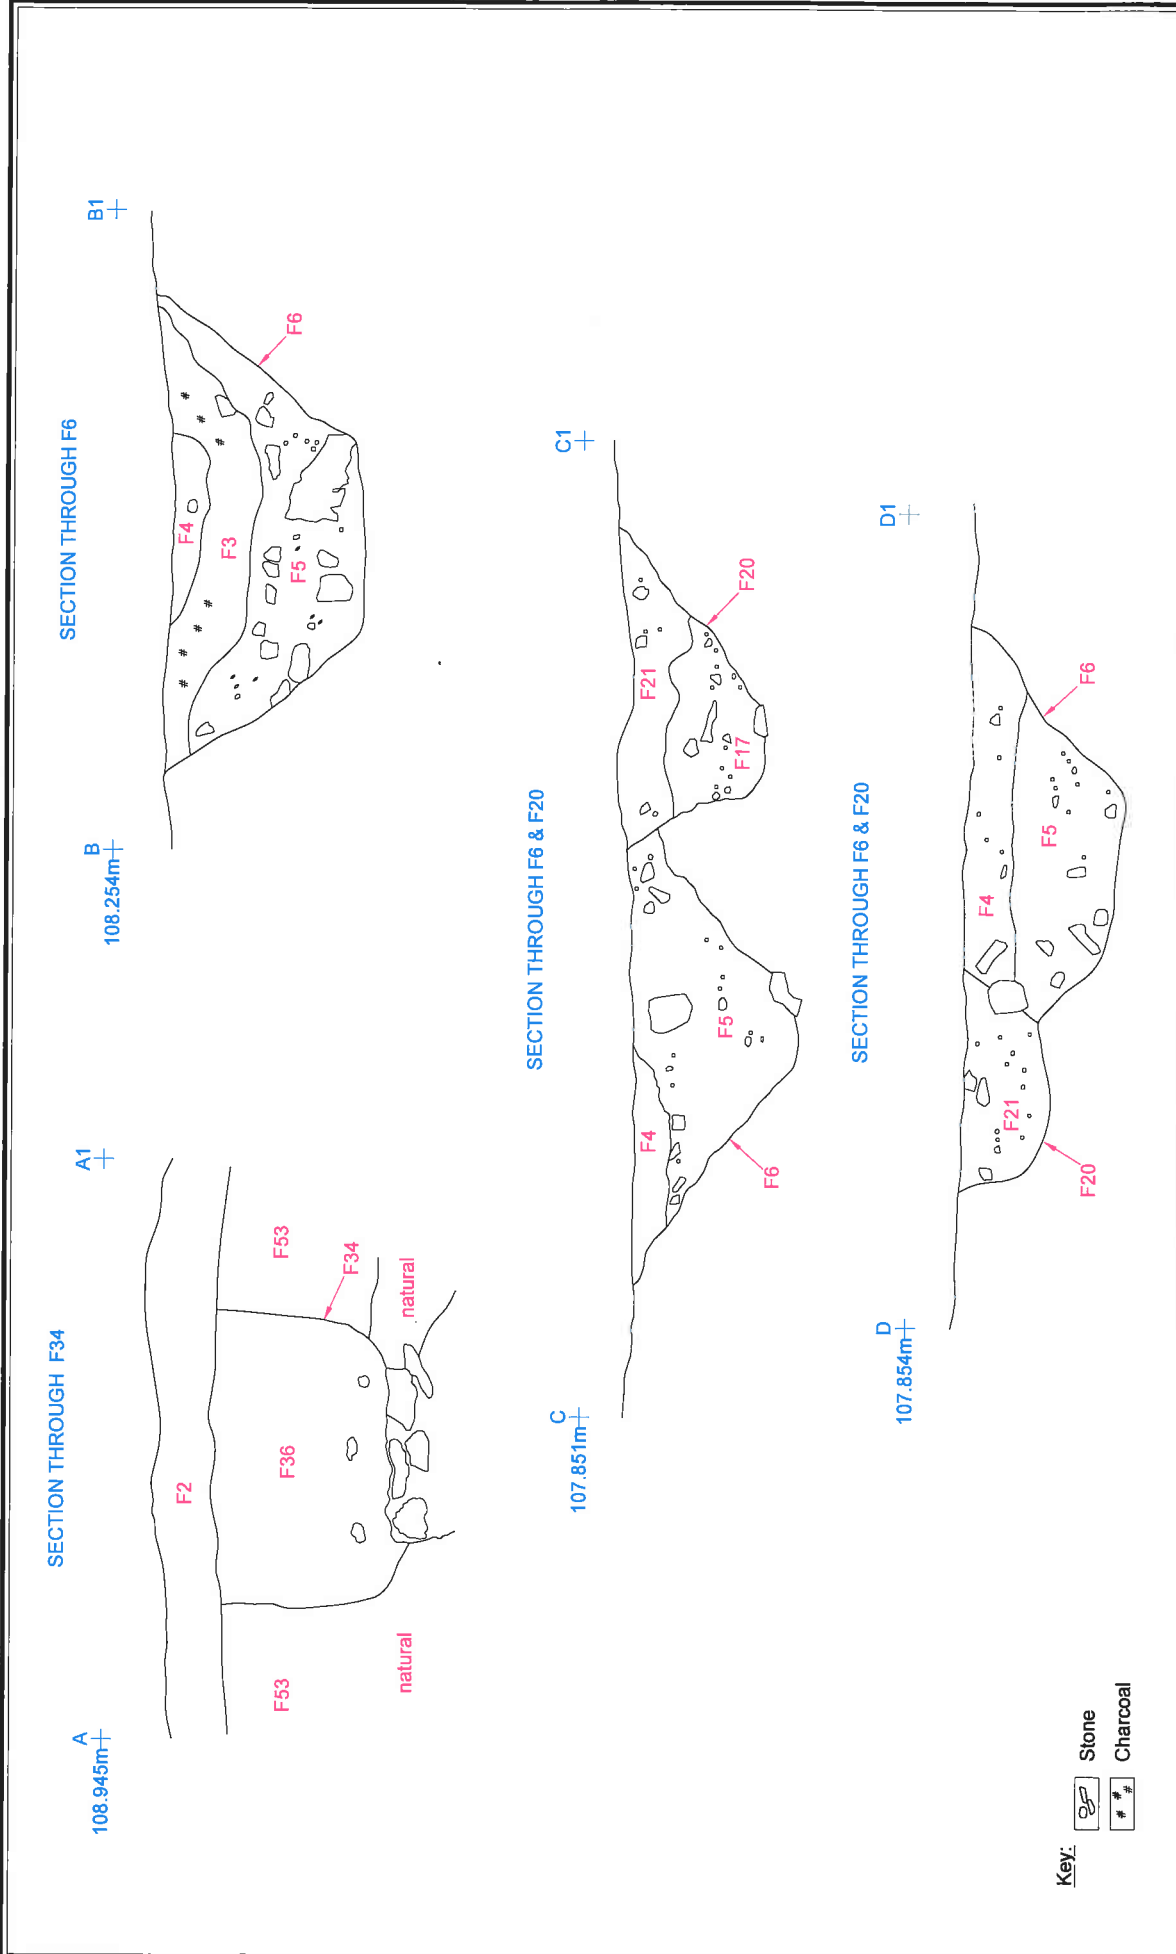 SECTION THROUGH F34
A
108.945m
A1
F2
F53
F36
F53
F34
natural
natural
SECTION THROUGH F6
B
108.254m
B1
F4
F3
F5
F6
SECTION THROUGH F6 & F20
C
107.851m
C1
F4
F21
F5
F17
F6
F20
SECTION THROUGH F6 & F20
D
107.854m
D1
F21
F4
F5
F20
F6
Key:
Stone
Charcoal